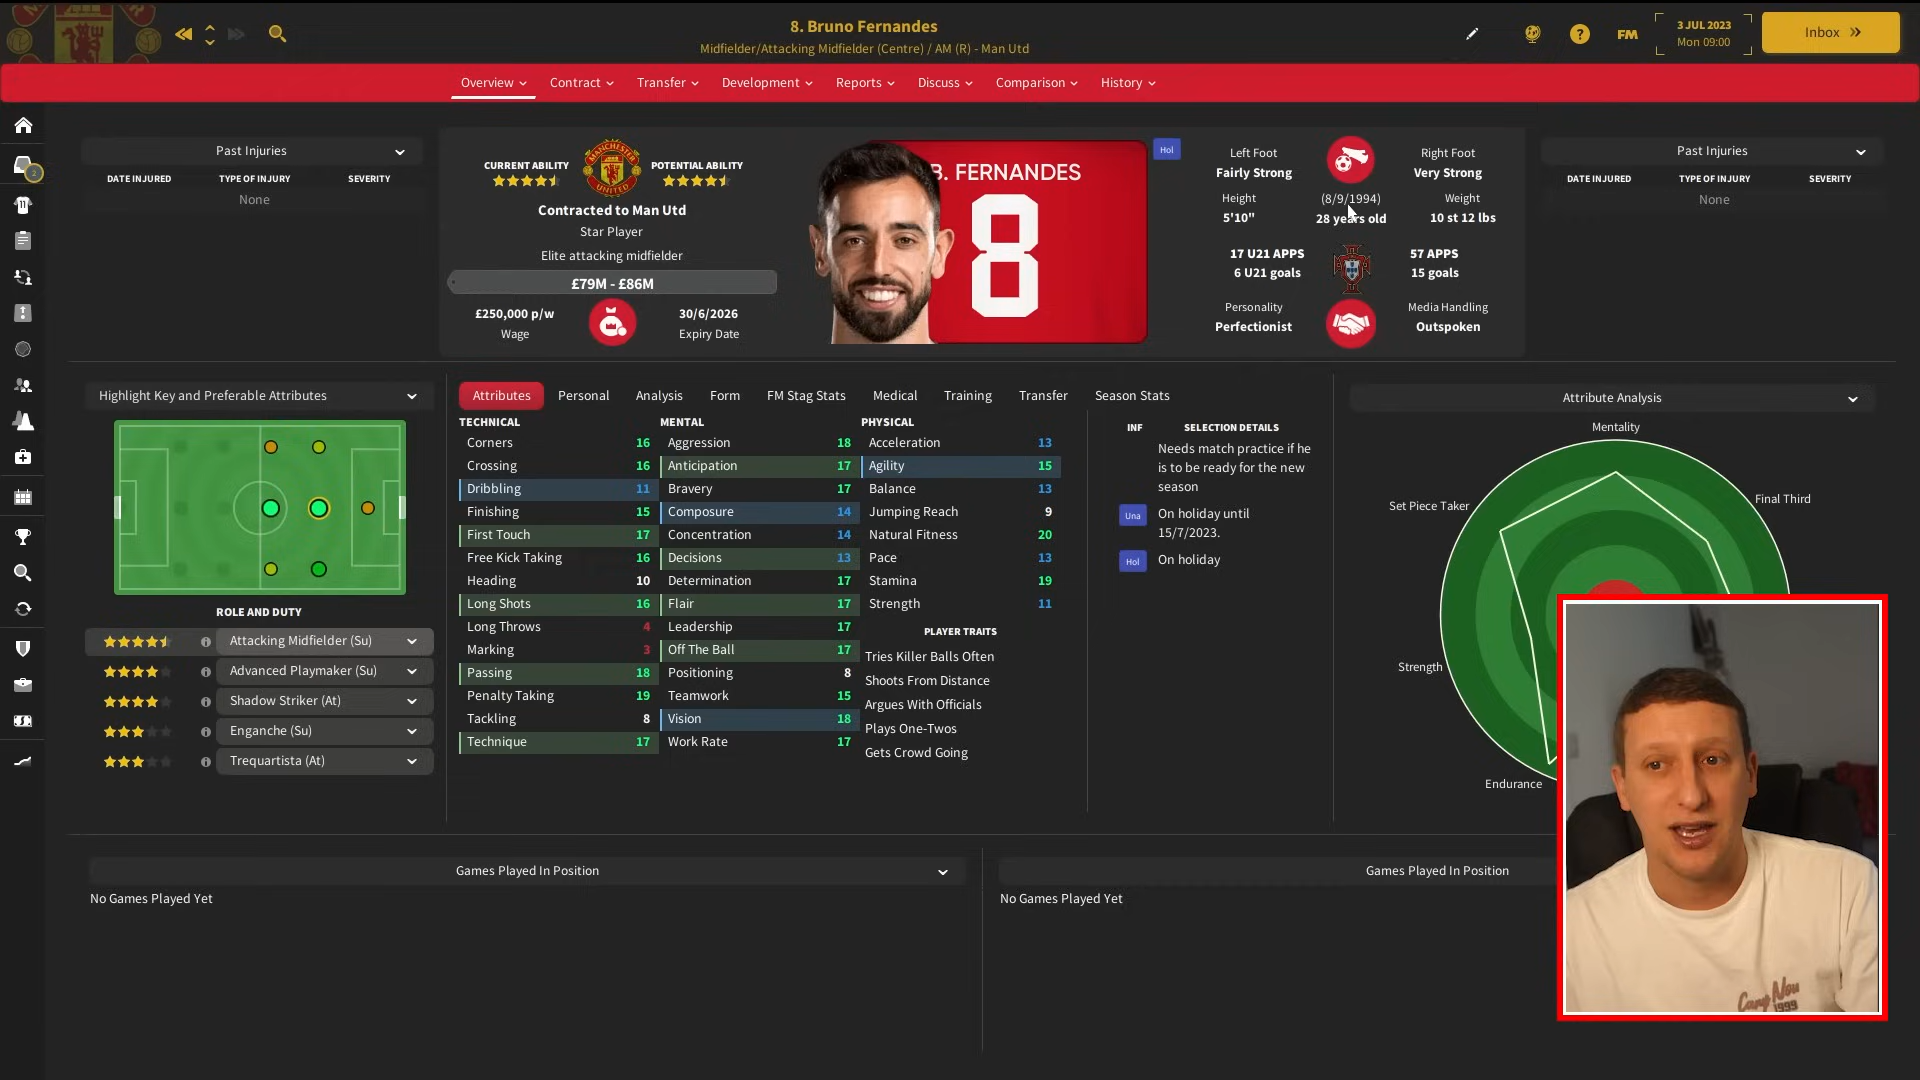 8. Bruno Fernandes
Midfielder/Attacking Midfielder (Centre) / AM (R) - Man Utd
FM
3 JUL 2023
Mon 09:00
Inbox
Overview
Contract
Transfer
Development
Reports
Discuss
Comparison
History
2
Past Injuries
DATE INJURED TYPE OF INJURY SEVERITY
None
CURRENT ABILITY
MANCHESTER
UNITED
POTENTIAL ABILITY
Contracted to Man Utd
Star Player
Elite attacking midfielder
£79M - £86M
£250,000 p/w
Wage
30/6/2026
Expiry Date
B. FERNANDES
8
Hol
Left Foot
Fairly Strong
Right Foot
Very Strong
Height
5'10"
(8/9/1994)
28 years old
Weight
10 st 12 lbs
17 U21 APPS
6 U21 goals
57 APPS
15 goals
Personality
Perfectionist
Media Handling
Outspoken
Past Injuries
DATE INJURED TYPE OF INJURY SEVERITY
None
Highlight Key and Preferable Attributes
ROLE AND DUTY
Attacking Midfielder (Su)
Advanced Playmaker (Su)
Shadow Striker (At)
Enganche (Su)
Trequartista (At)
Attributes
Personal
Analysis
Form
FM Stag Stats
Medical
Training
Transfer
Season Stats
TECHNICAL
Corners 16
Crossing 16
Dribbling 11
Finishing 15
First Touch 17
Free Kick Taking 16
Heading 10
Long Shots 16
Long Throws 4
Marking 3
Passing 18
Penalty Taking 19
Tackling 8
Technique 17
MENTAL
Aggression 18
Anticipation 17
Bravery 17
Composure 14
Concentration 14
Decisions 13
Determination 17
Flair 17
Leadership 17
Off The Ball 17
Positioning 8
Teamwork 15
Vision 18
Work Rate 17
PHYSICAL
Acceleration 13
Agility 15
Balance 13
Jumping Reach 9
Natural Fitness 20
Pace 13
Stamina 19
Strength 11
PLAYER TRAITS
Tries Killer Balls Often
Shoots From Distance
Argues With Officials
Plays One-Twos
Gets Crowd Going
INF SELECTION DETAILS
Needs match practice if he
is to be ready for the new
season
Una On holiday until
15/7/2023.
Hol On holiday
Attribute Analysis
Mentality
Final Third
Set Piece Taker
Strength
Endurance
Games Played In Position
No Games Played Yet
Games Played In Position
No Games Played Yet
Camp Nou
1999